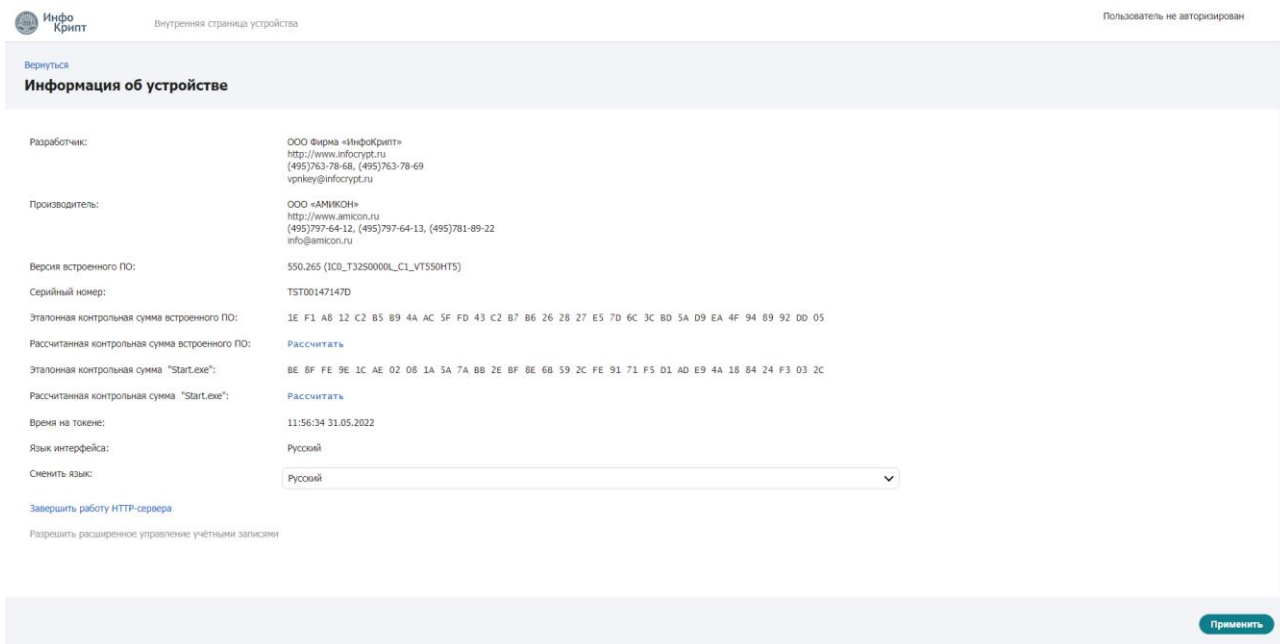 Инфо
Крипт
Внутренняя страница устройства
Пользователь не авторизирован
Вернуться
Информация об устройстве
Разработчик:
ООО Фирма «ИнфоКрипт»
http://www.infocrypt.ru
(495)763-78-68, (495)763-78-69
vpnkey@infocrypt.ru
Производитель:
ООО «АМИКОН»
http://www.amicon.ru
(495)797-64-12, (495)797-64-13, (495)781-89-22
info@amicon.ru
Версия встроенного ПО: 550.265 (IC0_T32S0000L_C1_VT550HT5)
Серийный номер: TST00147147D
Эталонная контрольная сумма встроенного ПО: 1E F1 A8 12 C2 B5 B9 4A AC 5F FD 43 C2 B7 B6 26 28 27 E5 7D 6C 3C BD 5A D9 EA 4F 94 89 92 DD 05
Рассчитанная контрольная сумма встроенного ПО: Рассчитать
Эталонная контрольная сумма "Start.exe": BE 8F FE 9E 1C AE 02 08 1A 5A 7A BB 2E BF 8E 6B 59 2C FE 91 71 F5 D1 AD E9 4A 18 84 24 F3 03 2C
Рассчитанная контрольная сумма "Start.exe": Рассчитать
Время на токене: 11:56:34 31.05.2022
Язык интерфейса: Русский
Сменить язык: Русский
Завершить работу HTTP-сервера
Разрешить расширенное управление учётными записями
Применить